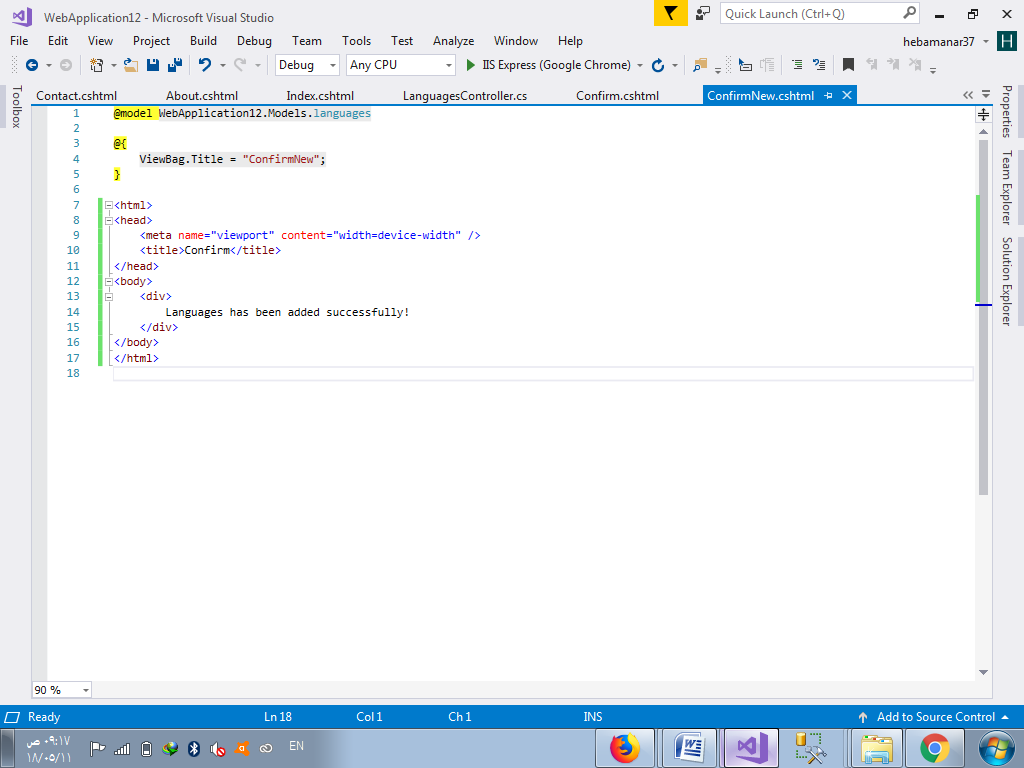 WebApplication12 - Microsoft Visual Studio
Quick Launch (Ctrl+Q)
File Edit View Project Build Debug Team Tools Test Analyze Window Help
hebamanar37
H
Debug Any CPU IIS Express (Google Chrome)
Contact.cshtml About.cshtml Index.cshtml LanguagesController.cs Confirm.cshtml ConfirmNew.cshtml
Toolbox
Properties
Team Explorer
Solution Explorer
1 @model WebApplication12.Models.languages
2
3 @{
4 ViewBag.Title = "ConfirmNew";
5 }
6
7 <html>
8 <head>
9 <meta name="viewport" content="width=device-width" />
10 <title>Confirm</title>
11 </head>
12 <body>
13 <div>
14 Languages has been added successfully!
15 </div>
16 </body>
17 </html>
18
90 %
Ready Ln 18 Col 1 Ch 1 INS Add to Source Control
٠٩:١٧ ص
١٨/٠٥/١١
EN